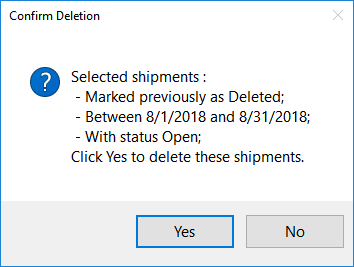 Confirm Deletion
Selected shipments :
- Marked previously as Deleted;
- Between 8/1/2018 and 8/31/2018;
- With status Open;
Click Yes to delete these shipments.
Yes
No